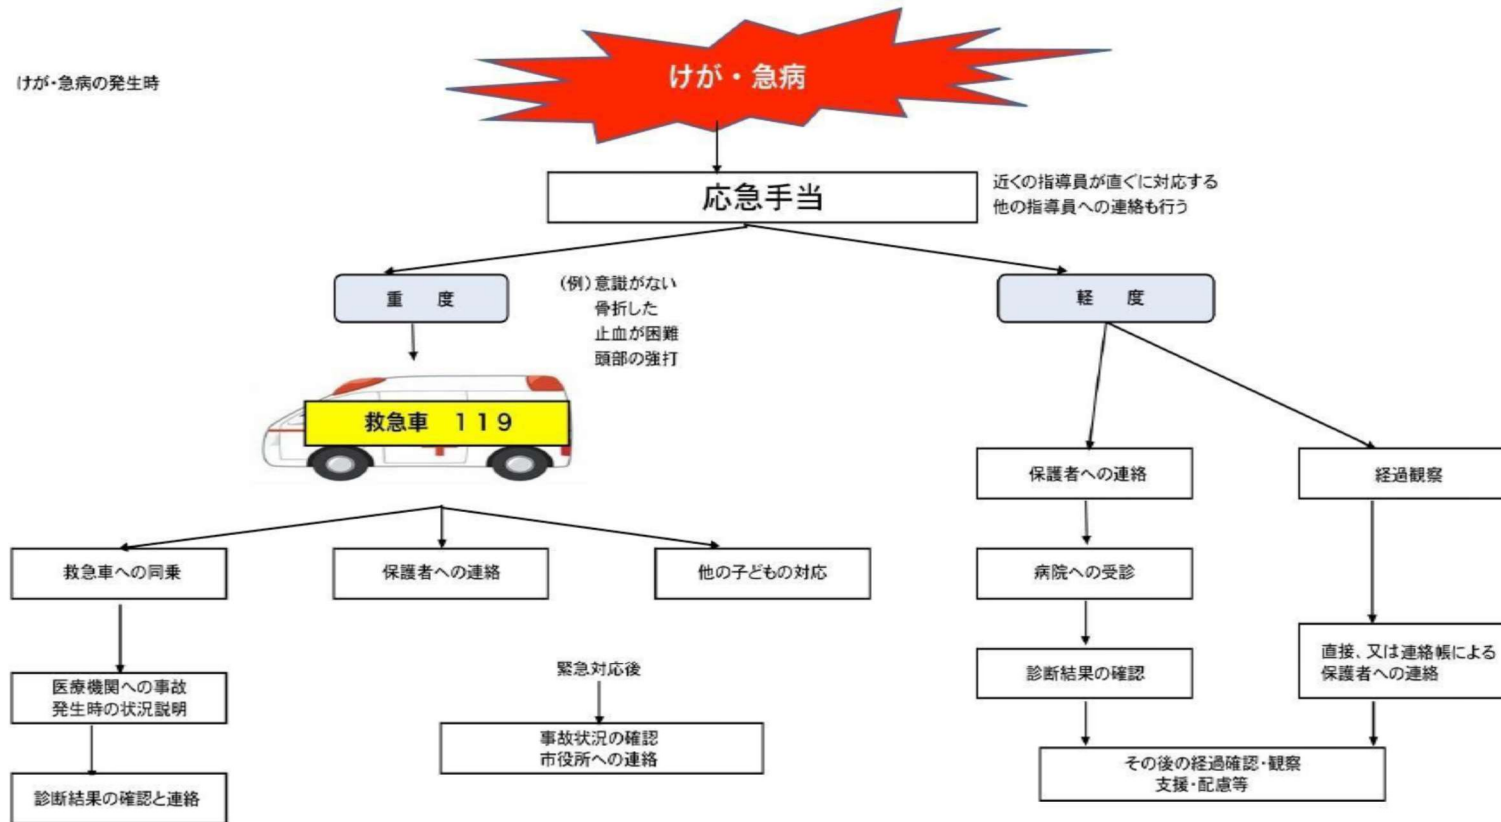 けが・急病の発生時
けが・急病
応急手当
近くの指導員が直ぐに対応する
他の指導員への連絡も行う
重　度
(例)意識がない
骨折した
止血が困難
頭部の強打
軽　度
救急車　１１９
保護者への連絡
経過観察
救急車への同乗
保護者への連絡
他の子どもの対応
病院への受診
直接、又は連絡帳による
保護者への連絡
医療機関への事故
発生時の状況説明
緊急対応後
診断結果の確認
事故状況の確認
市役所への連絡
その後の経過確認・観察
支援・配慮等
診断結果の確認と連絡